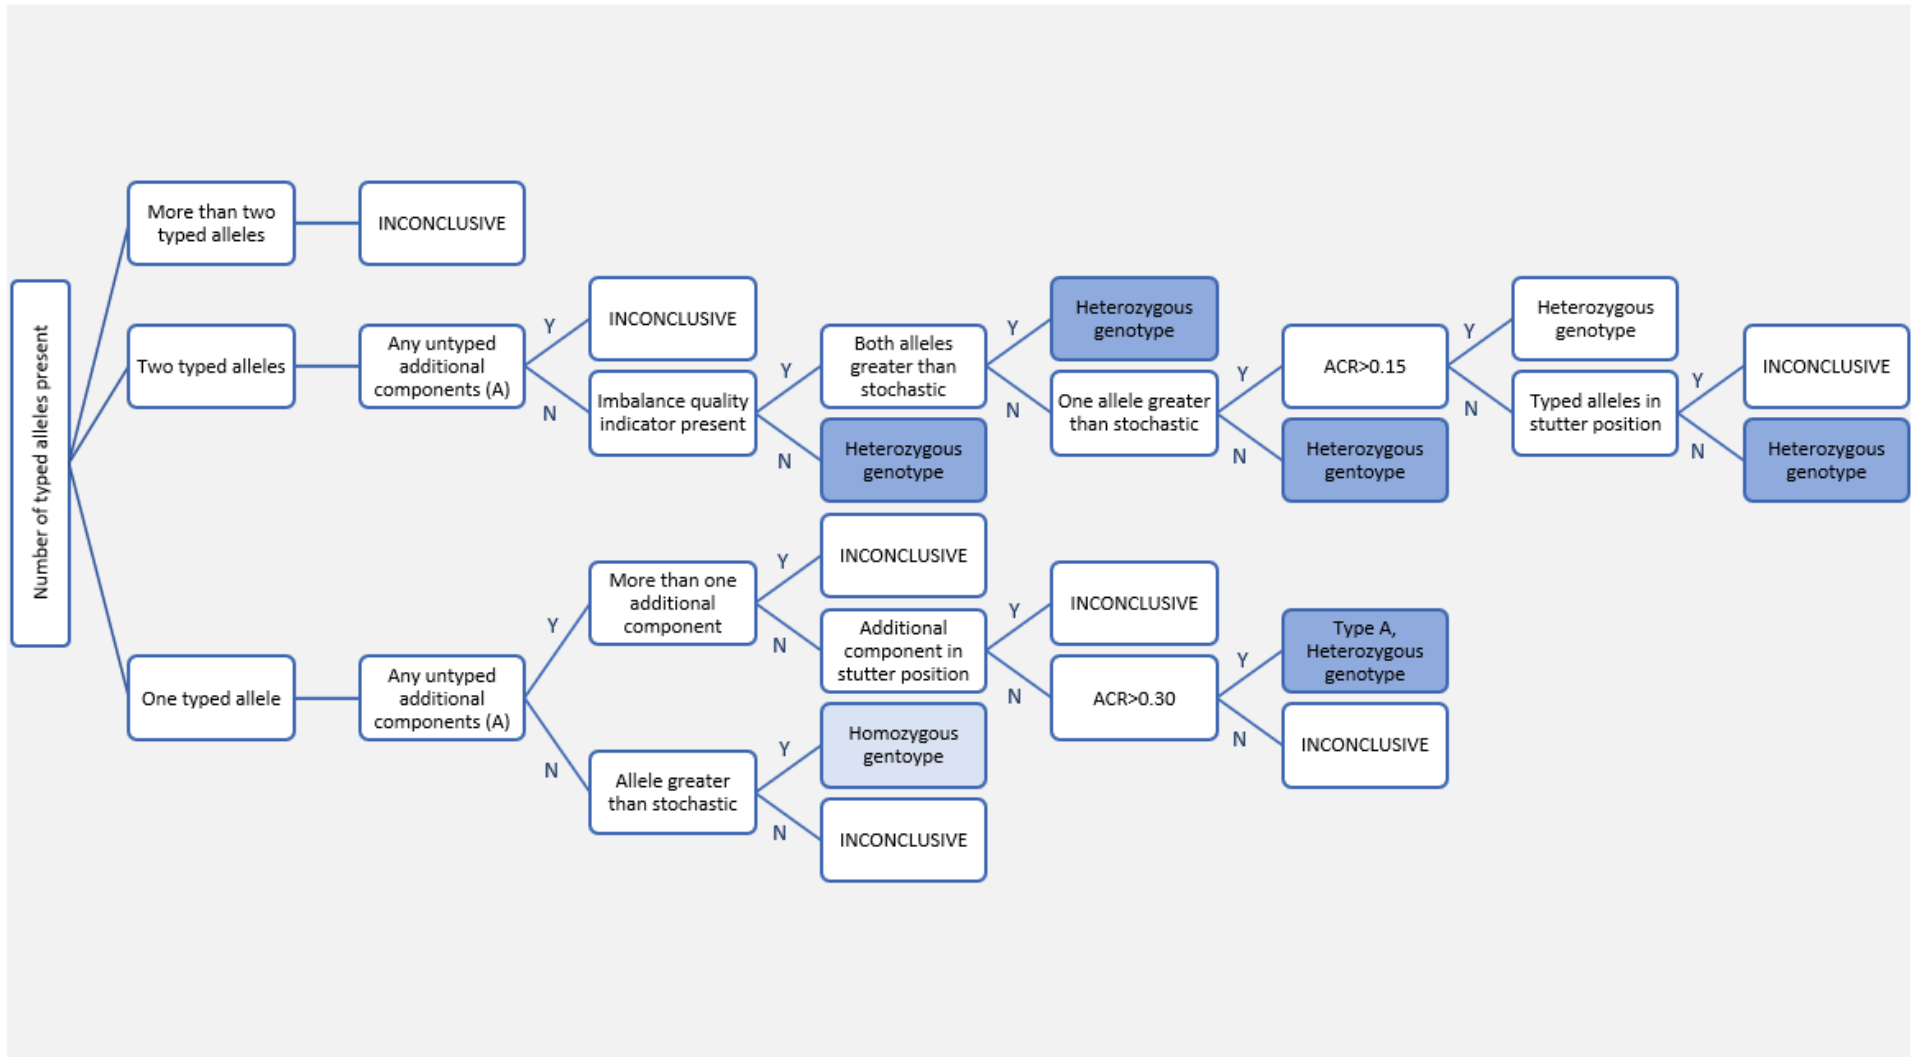 Number of typed alleles present
More than two
typed alleles
INCONCLUSIVE
Two typed alleles
Any untyped
additional
components (A)
Y
N
INCONCLUSIVE
Imbalance quality
indicator present
Y
N
Both alleles
greater than
stochastic
Heterozygous
genotype
Y
N
Heterozygous
genotype
One allele greater
than stochastic
Y
N
ACR>0.15
Heterozygous
gentoype
Y
N
Heterozygous
genotype
Typed alleles in
stutter position
Y
N
INCONCLUSIVE
Heterozygous
genotype
One typed allele
Any untyped
additional
components (A)
Y
N
More than one
additional
component
Y
N
INCONCLUSIVE
Additional
component in
stutter position
Y
N
INCONCLUSIVE
ACR>0.30
Y
N
Type A,
Heterozygous
genotype
INCONCLUSIVE
Allele greater
than stochastic
Y
N
Homozygous
gentoype
INCONCLUSIVE